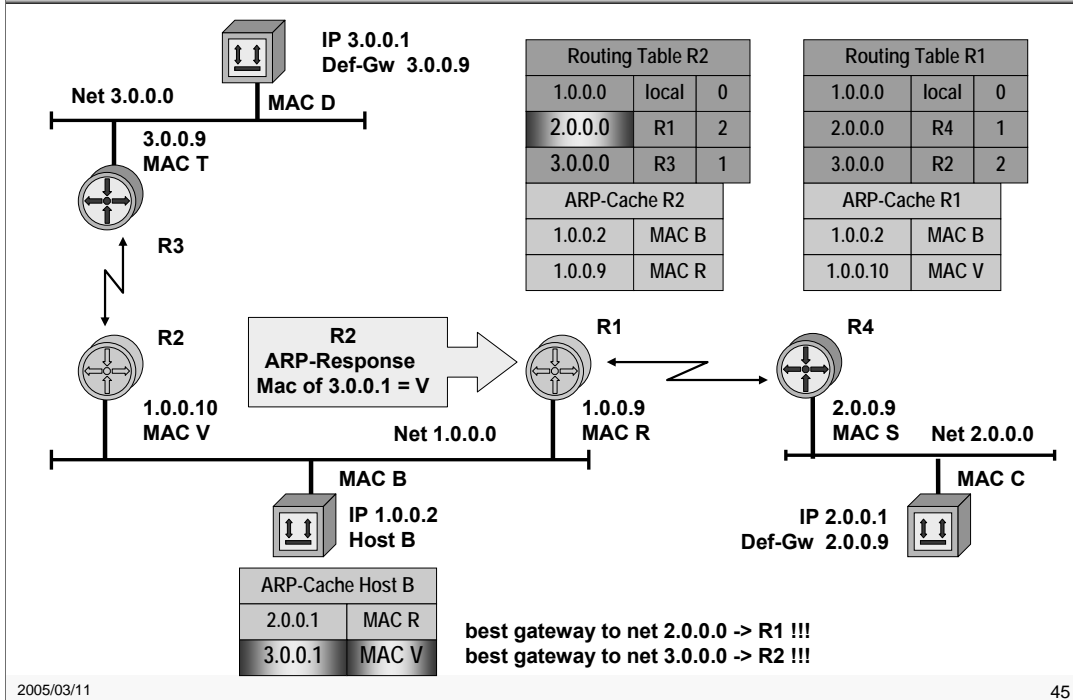 IP 3.0.0.1
Def-Gw 3.0.0.9
Net 3.0.0.0
MAC D
3.0.0.9
MAC T
R3
Routing Table R2
1.0.0.0 local 0
2.0.0.0 R1 2
3.0.0.0 R3 1
ARP-Cache R2
1.0.0.2 MAC B
1.0.0.9 MAC R
Routing Table R1
1.0.0.0 local 0
2.0.0.0 R4 1
3.0.0.0 R2 2
ARP-Cache R1
1.0.0.2 MAC B
1.0.0.10 MAC V
R2
R2
ARP-Response
Mac of 3.0.0.1 = V
R1
R4
1.0.0.10
MAC V
Net 1.0.0.0
1.0.0.9
MAC R
2.0.0.9
MAC S
Net 2.0.0.0
MAC B
IP 1.0.0.2
Host B
MAC C
IP 2.0.0.1
Def-Gw 2.0.0.9
ARP-Cache Host B
2.0.0.1 MAC R
3.0.0.1 MAC V
best gateway to net 2.0.0.0 -> R1 !!!
best gateway to net 3.0.0.0 -> R2 !!!
2005/03/11
45